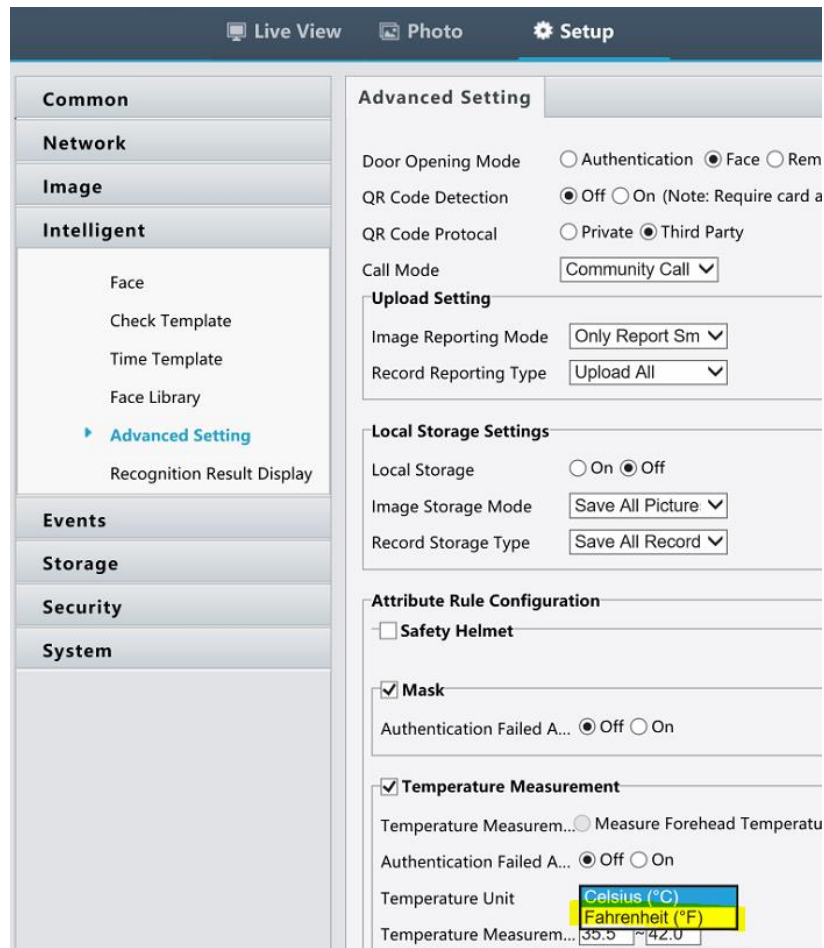 Live View Photo Setup
Common
Network
Image
Intelligent
Face
Check Template
Time Template
Face Library
Advanced Setting
Recognition Result Display
Events
Storage
Security
System
Advanced Setting
Door Opening Mode Authentication Face Rem
QR Code Detection Off On (Note: Require card a
QR Code Protocal Private Third Party
Call Mode Community Call
Upload Setting
Image Reporting Mode Only Report Sm
Record Reporting Type Upload All
Local Storage Settings
Local Storage On Off
Image Storage Mode Save All Picture
Record Storage Type Save All Record
Attribute Rule Configuration
Safety Helmet
Mask
Authentication Failed A... Off On
Temperature Measurement
Temperature Measurem... Measure Forehead Temperatu
Authentication Failed A... Off On
Temperature Unit Celsius (°C)
Fahrenheit (°F)
Temperature Measurem... 35.5 ~ 42.0